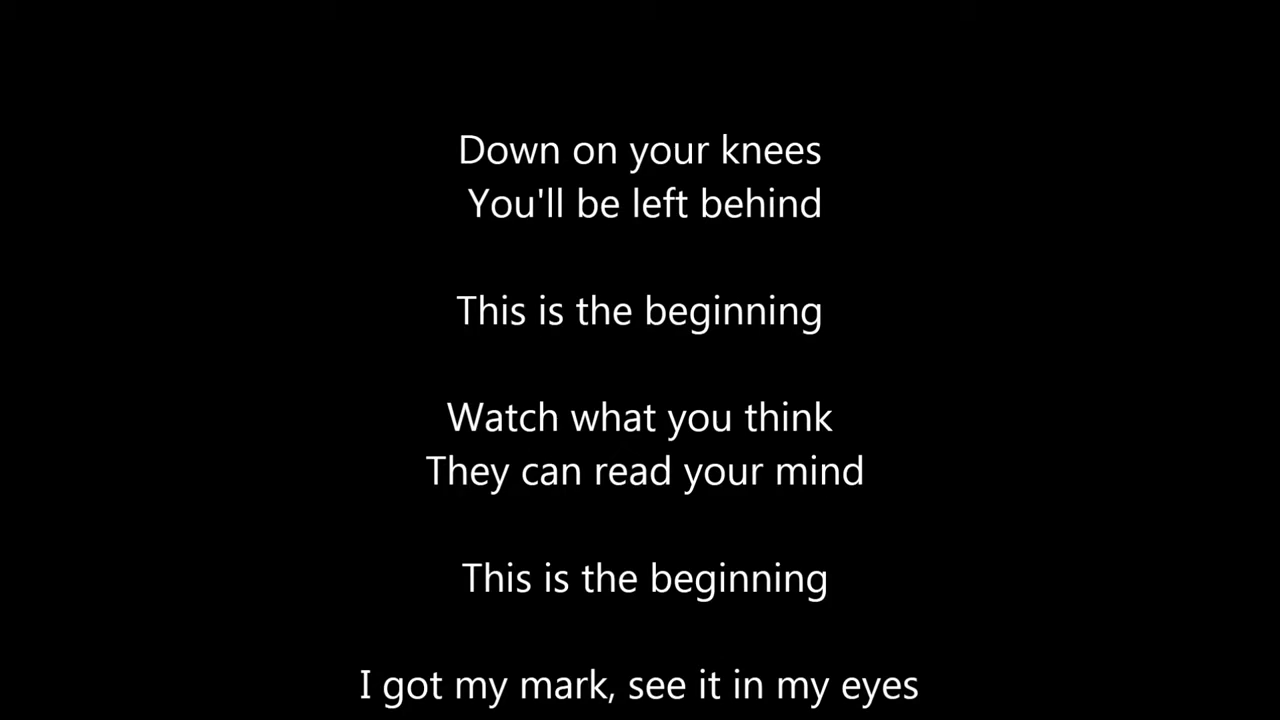 Down on your knees
You'll be left behind
This is the beginning
Watch what you think
They can read your mind
This is the beginning
I got my mark, see it in my eyes